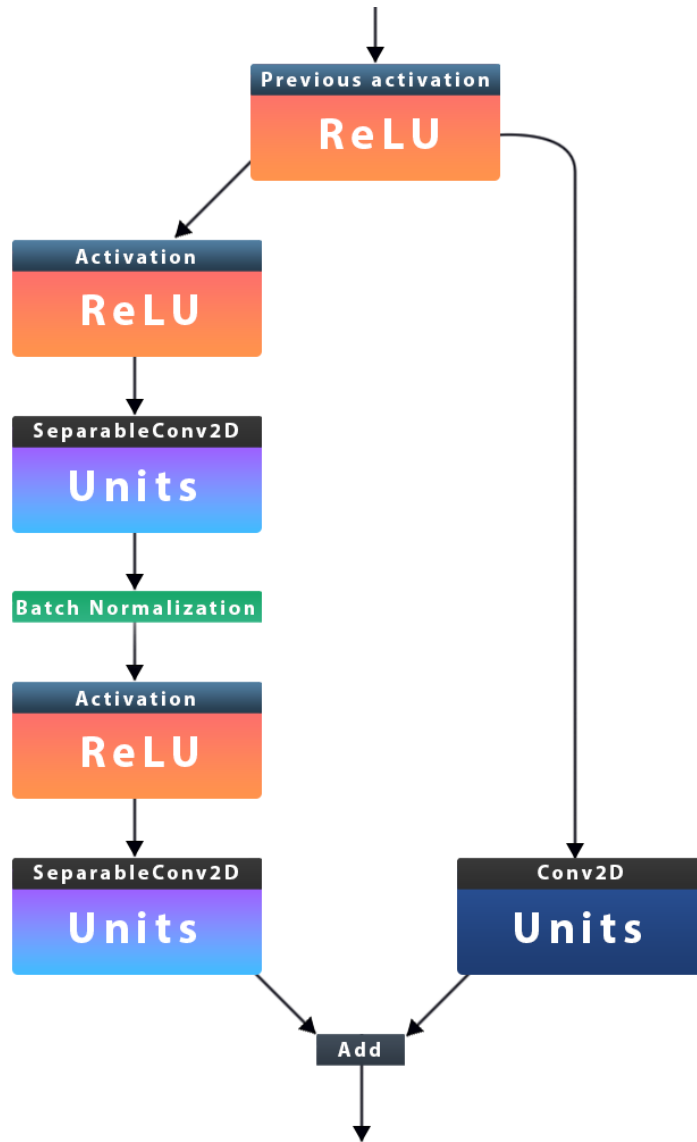 Previous activation
ReLU
Activation
ReLU
SeparableConv2D
Units
Batch Normalization
Activation
ReLU
SeparableConv2D
Units
Conv2D
Units
Add